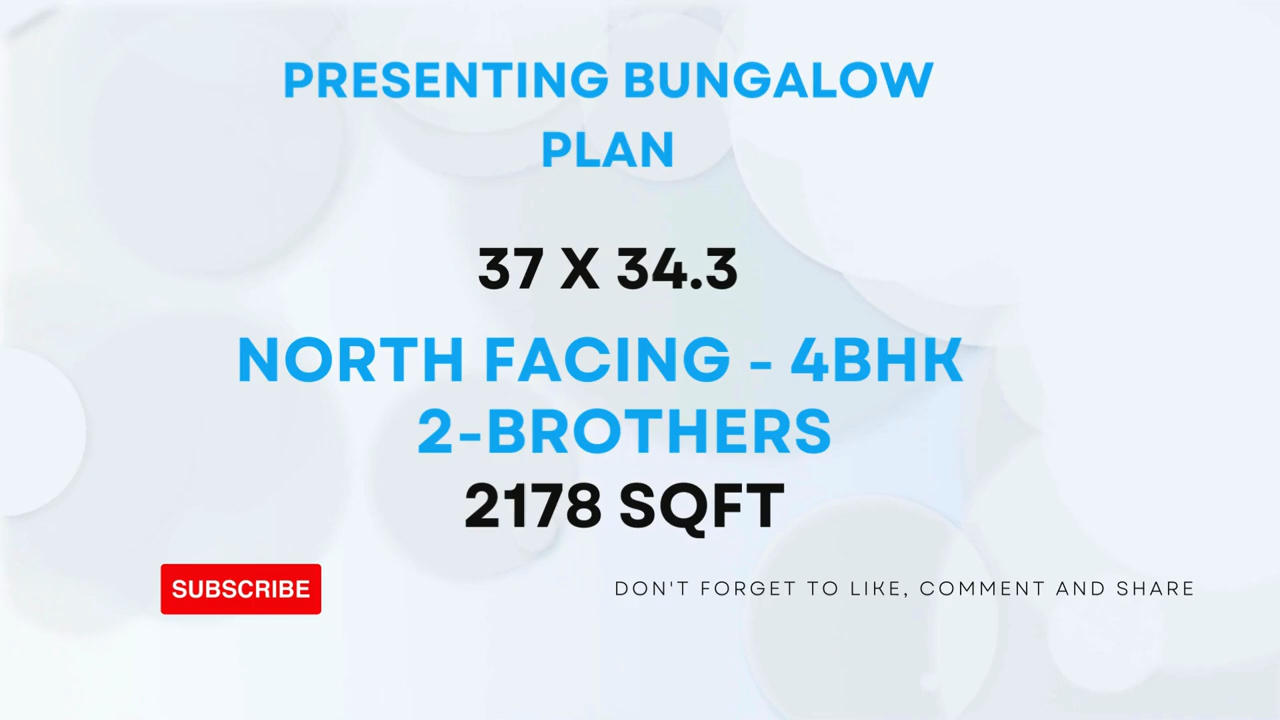 PRESENTING BUNGALOW
PLAN
37 X 34.3
NORTH FACING - 4BHK
2-BROTHERS
2178 SQFT
SUBSCRIBE
DON'T FORGET TO LIKE, COMMENT AND SHARE